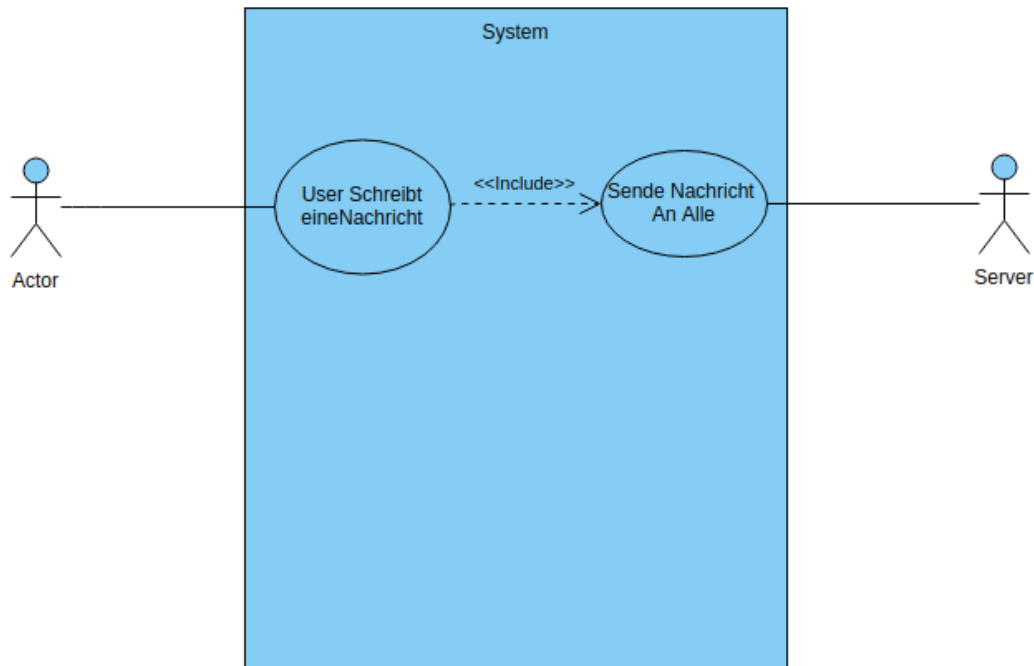 System
User Schreibt
eineNachricht
<<Include>>
Sende Nachricht
An Alle
Actor
Server